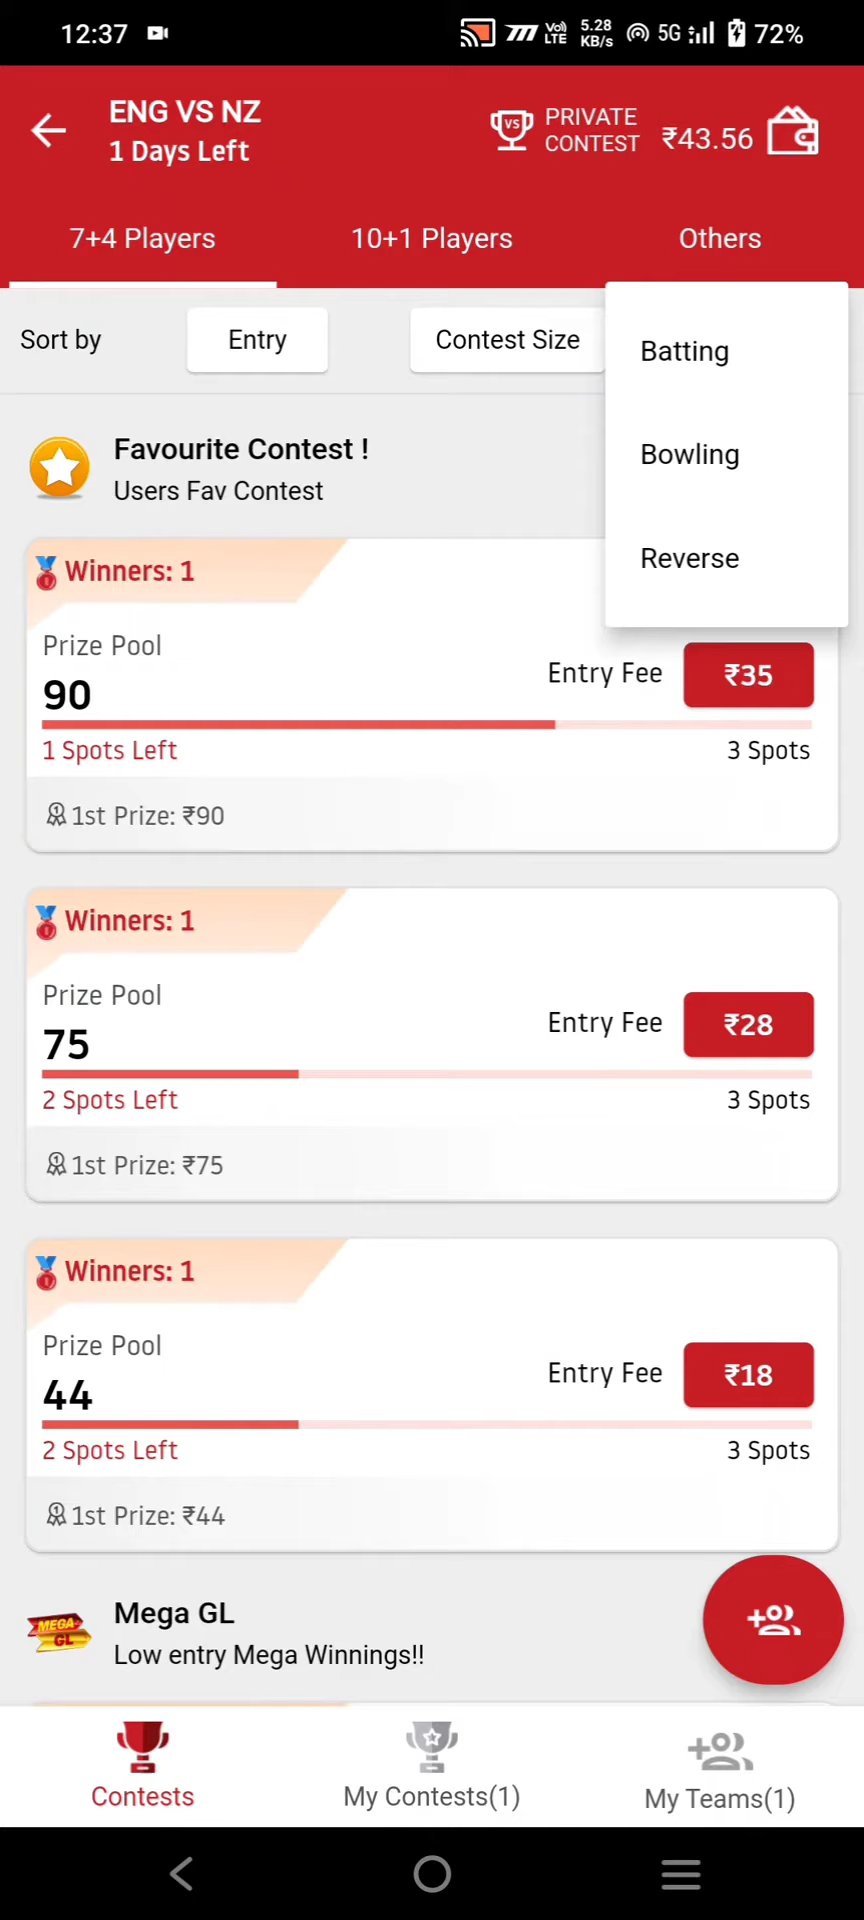 12:37
Vo)
LTE
5.28
KB/s
5G
72%
ENG VS NZ
1 Days Left
VS
PRIVATE
CONTEST
₹43.56
7+4 Players
10+1 Players
Others
Sort by
Entry
Contest Size
Batting
Bowling
Reverse
Favourite Contest !
Users Fav Contest
Winners: 1
Prize Pool
90
Entry Fee
₹35
1 Spots Left
3 Spots
1st Prize: ₹90
Winners: 1
Prize Pool
75
Entry Fee
₹28
2 Spots Left
3 Spots
1st Prize: ₹75
Winners: 1
Prize Pool
44
Entry Fee
₹18
2 Spots Left
3 Spots
1st Prize: ₹44
MEGA
GL
Mega GL
Low entry Mega Winnings!!
Contests
My Contests(1)
My Teams(1)